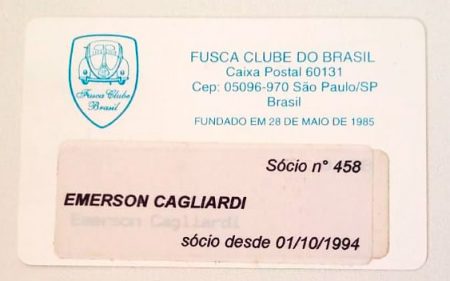 Fusca Clube
Brasil
FUSCA CLUBE DO BRASIL
Caixa Postal 60131
Cep: 05096-970 São Paulo/SP
Brasil
FUNDADO EM 28 DE MAIO DE 1985
Sócio n° 458
EMERSON CAGLIARDI
Emerson Cagliardi
sócio desde 01/10/1994